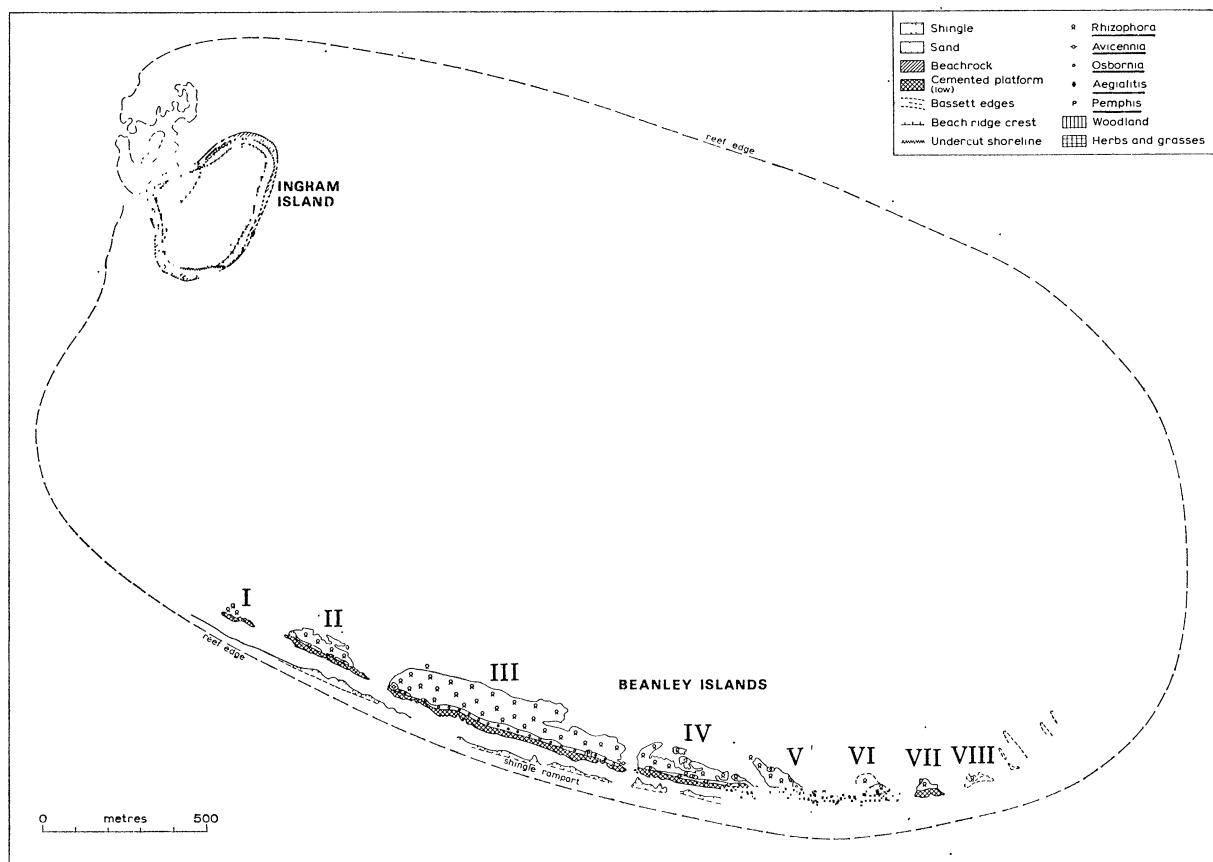 Shingle
Sand
Beachrock
Cemented platform
(low)
Bassett edges
Beach ridge crest
Undercut shoreline
Rhizophora
Avicennia
Osbornia
Aegialitis
Pemphis
Woodland
Herbs and grasses
reef edge
INGHAM
ISLAND
I
II
III
BEANLEY ISLANDS
IV
V
VI
VII
VIII
reef edge
shingle rampart
0 metres 500